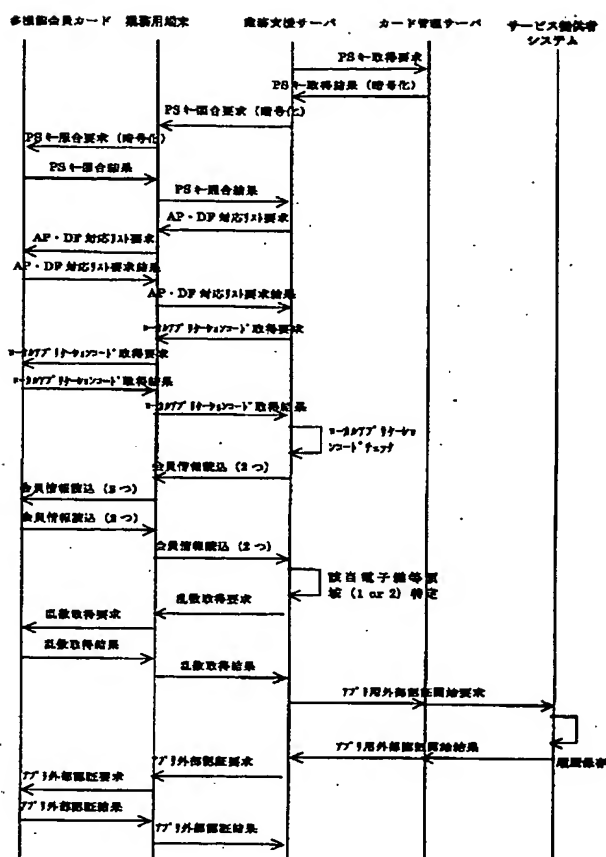 多機能会員カード 業務用端末 業務支援サーバ カード管理サーバ サービス提供者
システム
PSキー取得要求
PSキー取得結果（暗号化）
PSキー照合要求（暗号化）
PSキー照合要求（暗号化）
PSキー照合結果
PSキー照合結果
AP・DF対応リスト要求
AP・DF対応リスト要求
AP・DF対応リスト要求結果
AP・DF対応リスト要求結果
ローカルアプリケーションコード取得要求
ローカルアプリケーションコード取得要求
ローカルアプリケーションコード取得結果
ローカルアプリケーションコード取得結果
ローカルアプリケーショ
ンコードチェック
会員情報読込（2つ）
会員情報読込（2つ）
会員情報読込（2つ）
会員情報読込（2つ）
該当電子備等領
域（1 or 2）特定
乱数取得要求
乱数取得要求
乱数取得結果
乱数取得結果
アプリ用外部認証開始要求
アプリ用外部認証開始結果
履歴保存
アプリ外部認証要求
アプリ外部認証要求
アプリ外部認証結果
アプリ外部認証結果